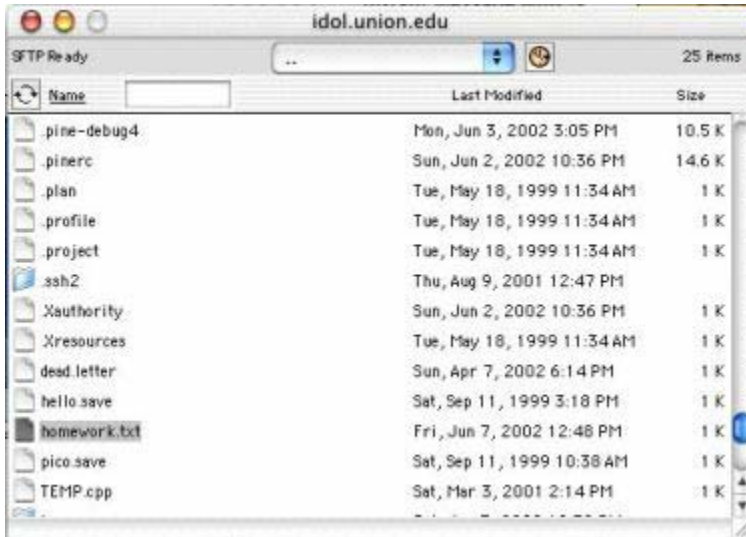 idol.union.edu
SFTP Ready .. 25 items
Name Last Modified Size
.pine-debug4 Mon, Jun 3, 2002 3:05 PM 10.5 K
.pinerc Sun, Jun 2, 2002 10:36 PM 14.6 K
.plan Tue, May 18, 1999 11:34 AM 1 K
.profile Tue, May 18, 1999 11:34 AM 1 K
.project Tue, May 18, 1999 11:34 AM 1 K
.ssh2 Thu, Aug 9, 2001 12:47 PM
.Xauthority Sun, Jun 2, 2002 10:36 PM 1 K
.Xresources Tue, May 18, 1999 11:34 AM 1 K
dead.letter Sun, Apr 7, 2002 6:14 PM 1 K
hello.save Sat, Sep 11, 1999 3:18 PM 1 K
homework.txt Fri, Jun 7, 2002 12:48 PM 1 K
pico.save Sat, Sep 11, 1999 10:38 AM 1 K
TEMP.cpp Sat, Mar 3, 2001 2:14 PM 1 K